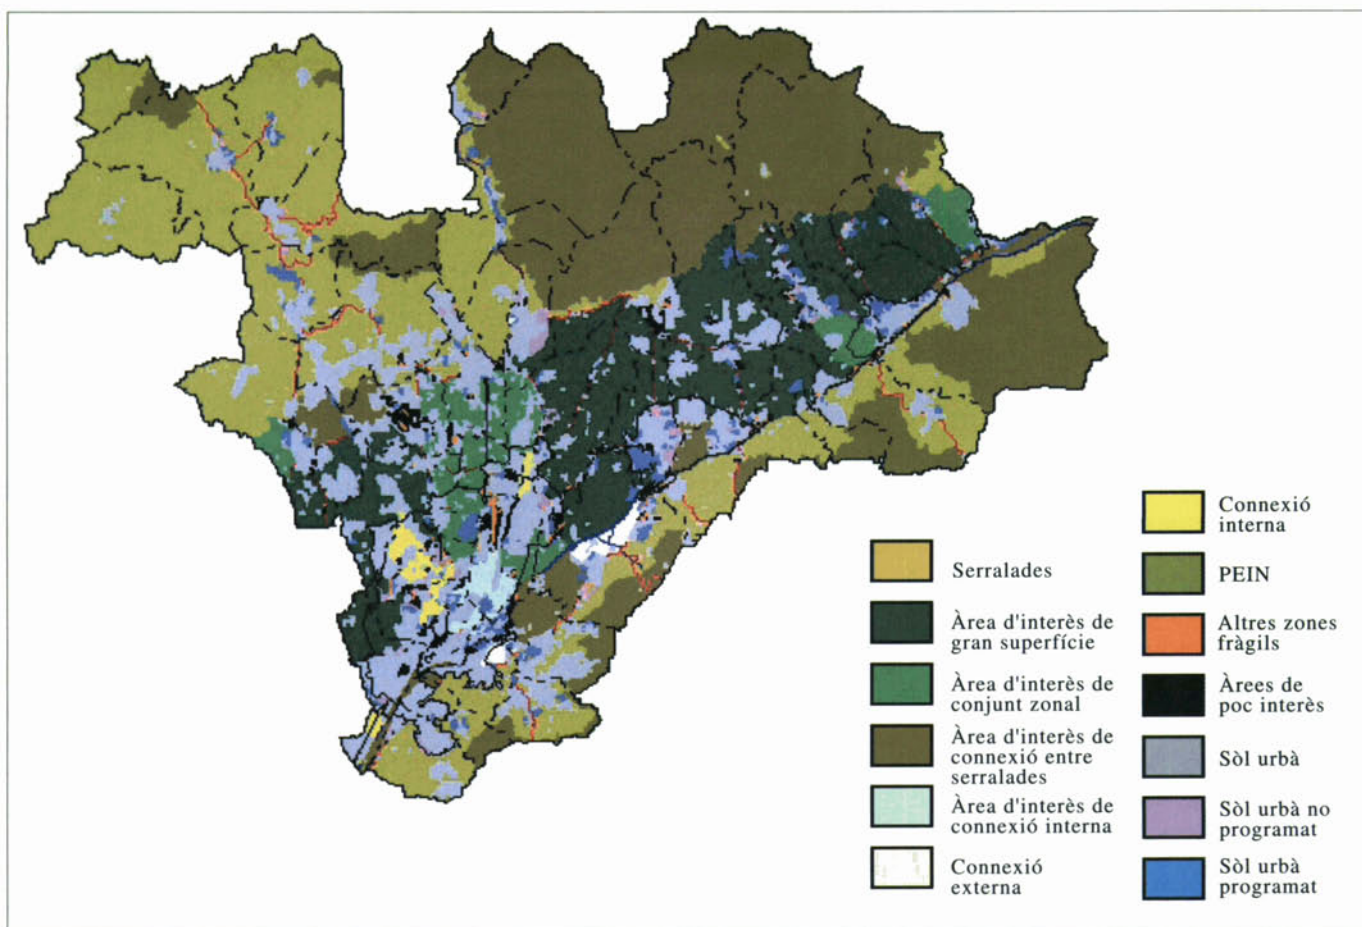 Serralades
Àrea d'interès de
gran superfície
Àrea d'interès de
conjunt zonal
Àrea d'interès de
connexió entre
serralades
Àrea d'interès de
connexió interna
Connexió
externa
Connexió
interna
PEIN
Altres zones
fràgils
Àrees de
poc interès
Sòl urbà
Sòl urbà no
programat
Sòl urbà
programat